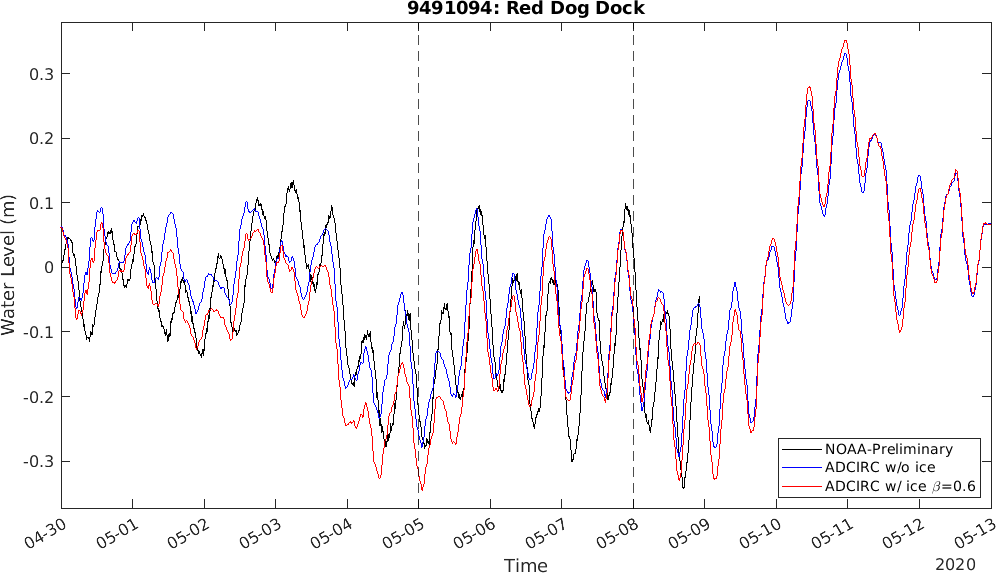 9491094: Red Dog Dock
Water Level (m)
0.3
0.2
0.1
0
-0.1
-0.2
-0.3
NOAA-Preliminary
ADCIRC w/o ice
ADCIRC w/ ice β=0.6
04-30 05-01 05-02 05-03 05-04 05-05 05-06 05-07 05-08 05-09 05-10 05-11 05-12 05-13
Time
2020